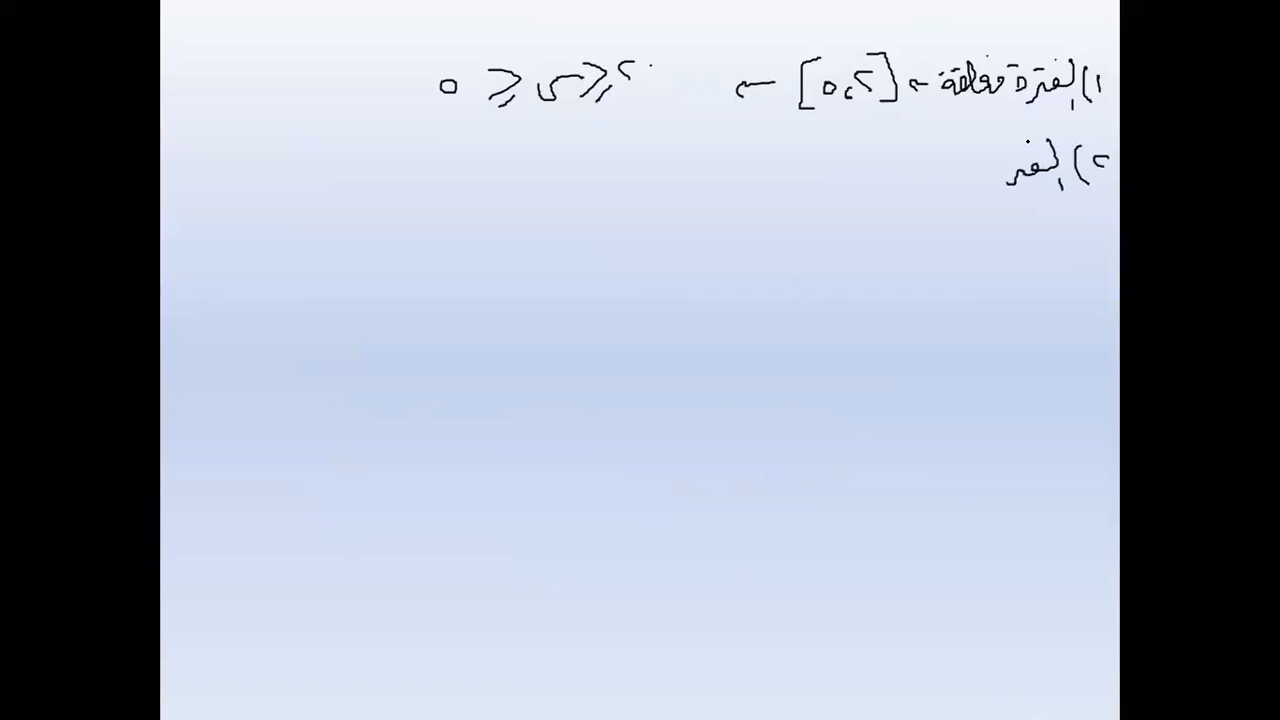 ١) الفترة مغلقة ← [٢،٥] ← ٢ ≤ س ≤ ٥
٢) الفتر